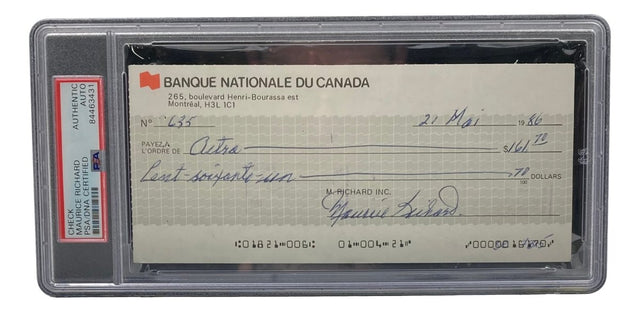 CHECK
MAURICE RICHARD
PSA/DNA CERTIFIED
AUTHENTIC
AUTO
84463431
PSA
BANQUE NATIONALE DU CANADA
265, boulevard Henri-Bourassa est
Montréal, H3L 1C1
N° 635
21 Mai 1986
PAYEZ À
L'ORDRE DE Aetna $161.70
Cent-soixante-un .70/100 DOLLARS
M. RICHARD INC.
Maurice Richard